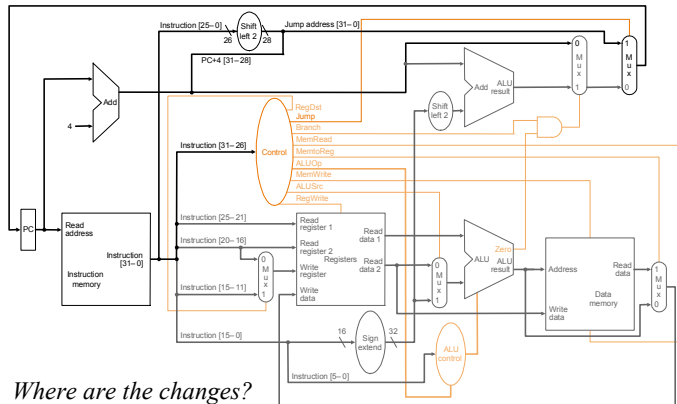 Instruction [25–0]
Shift
left 2
Jump address [31–0]
26
28
PC+4 [31–28]
0
M
u
x
1
1
M
u
x
0
Add
4
Add
ALU
result
Shift
left 2
RegDst
Jump
Branch
MemRead
MemtoReg
ALUOp
MemWrite
ALUSrc
RegWrite
Control
Instruction [31–26]
PC
Read
address
Instruction
[31–0]
Instruction
memory
Instruction [25–21]
Instruction [20–16]
Instruction [15–11]
0
M
u
x
1
Read
register 1
Read
register 2
Registers
Write
register
Write
data
Read
data 1
Read
data 2
0
M
u
x
1
Zero
ALU
ALU
result
Address
Read
data
Data
memory
Write
data
1
M
u
x
0
Instruction [15–0]
16
Sign
extend
32
ALU
control
Instruction [5–0]
Where are the changes?